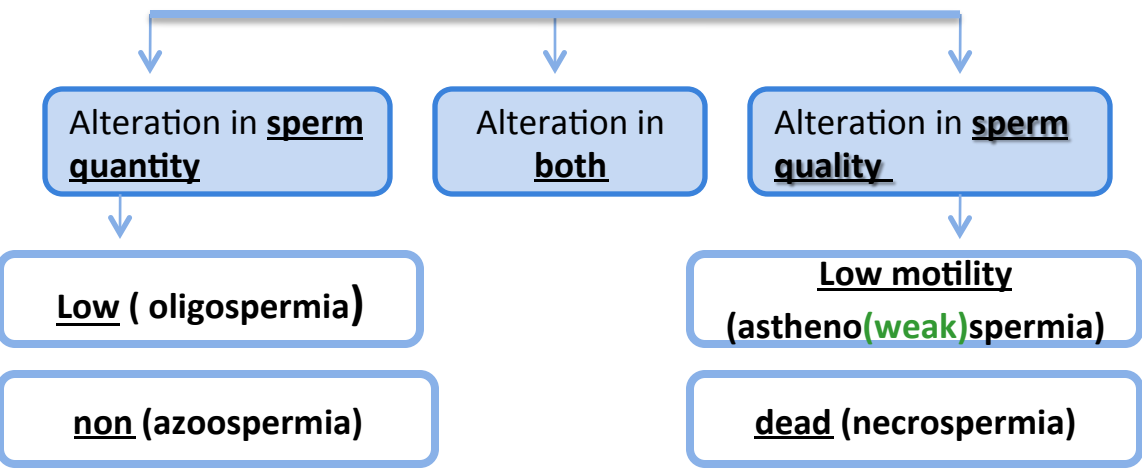 Alteration in sperm
quantity
Alteration in
both
Alteration in sperm
quality
Low ( oligospermia)
Low motility
(astheno(weak)spermia)
non (azoospermia)
dead (necrospermia)